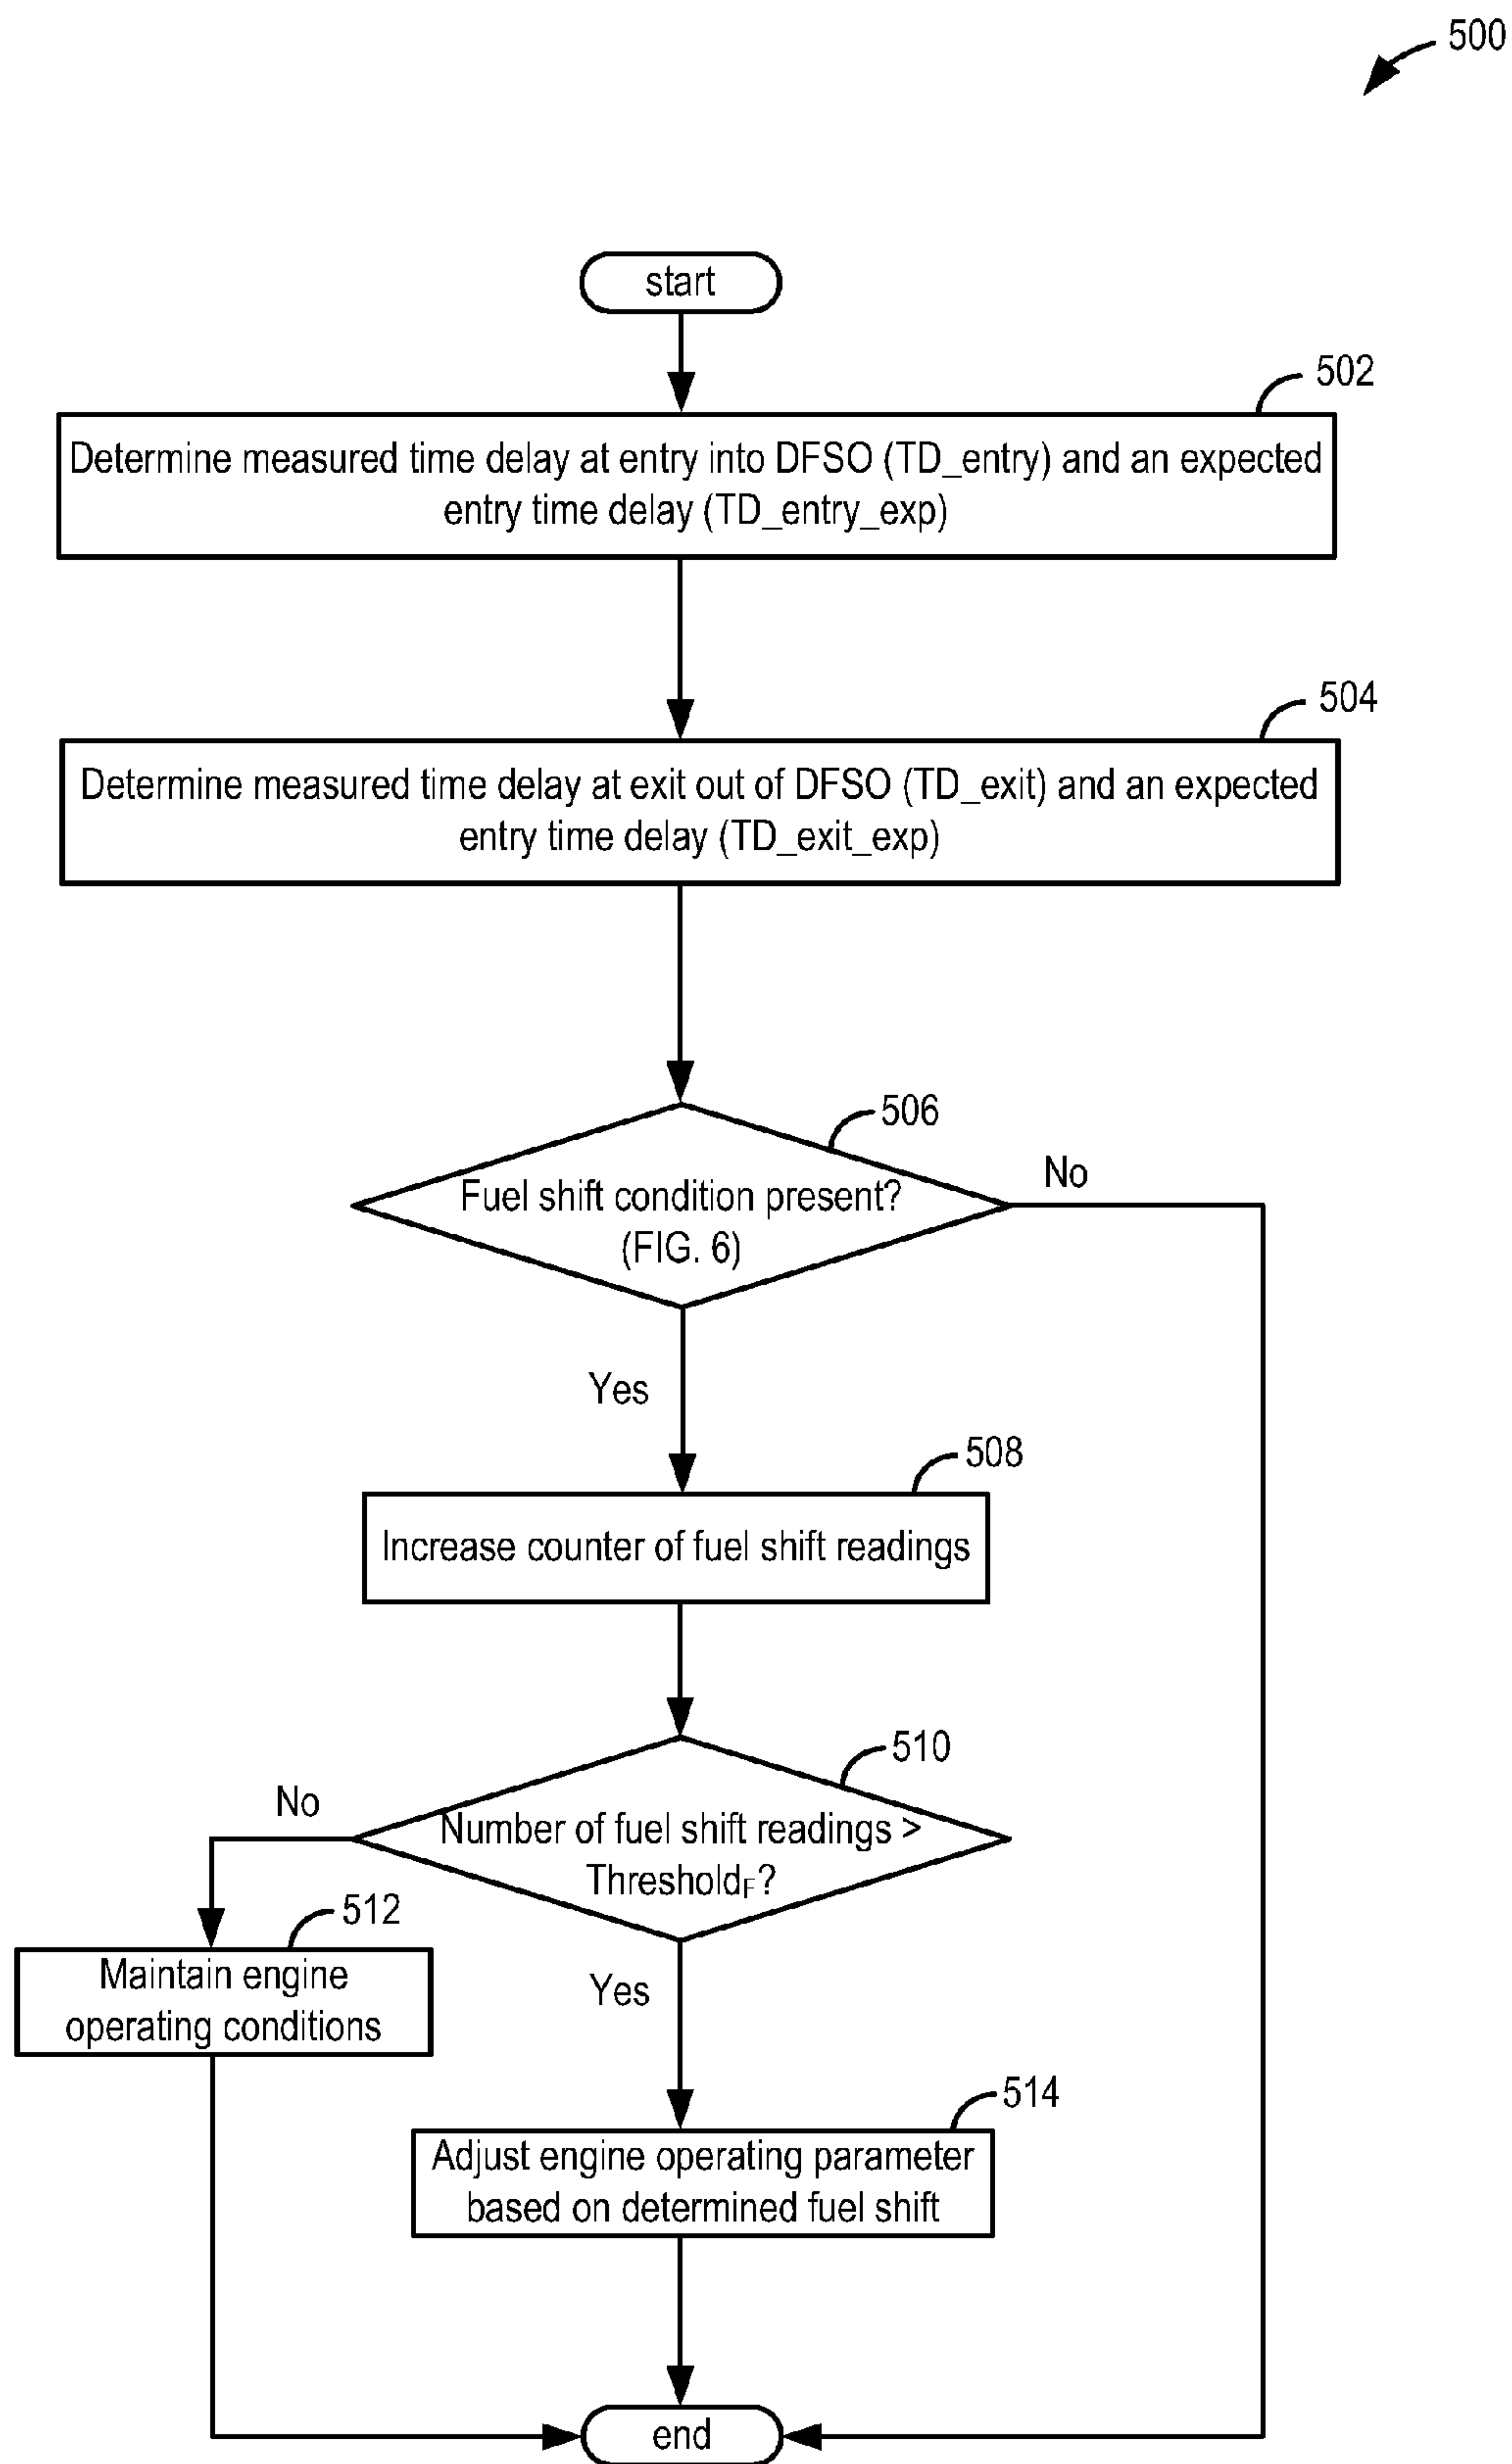 500
start
502
Determine measured time delay at entry into DFSO (TD_entry) and an expected
entry time delay (TD_entry_exp)
504
Determine measured time delay at exit out of DFSO (TD_exit) and an expected
entry time delay (TD_exit_exp)
506
No
Fuel shift condition present?
(FIG. 6)
Yes
508
Increase counter of fuel shift readings
510
No
Number of fuel shift readings >
Threshold_F?
512
Maintain engine
operating conditions
Yes
514
Adjust engine operating parameter
based on determined fuel shift
end